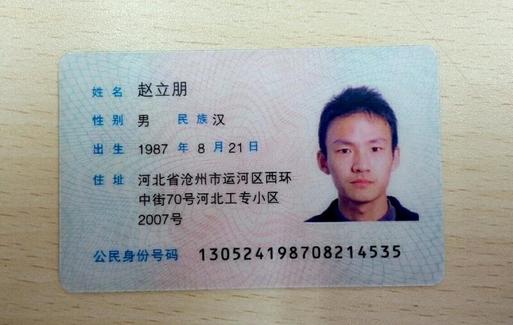 姓名 赵立朋
性别 男 民族 汉
出生 1987 年 8 月 21 日
住址 河北省沧州市运河区西环
中街70号河北工专小区
2007号
公民身份号码 130524198708214535